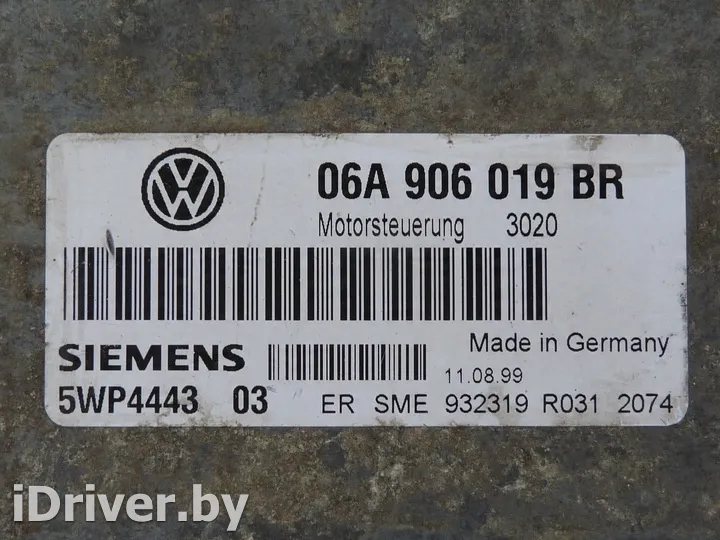 06A 906 019 BR
Motorsteuerung 3020
SIEMENS
Made in Germany
11.08.99
5WP4443 03
ER SME 932319 R031 2074
iDriver.by